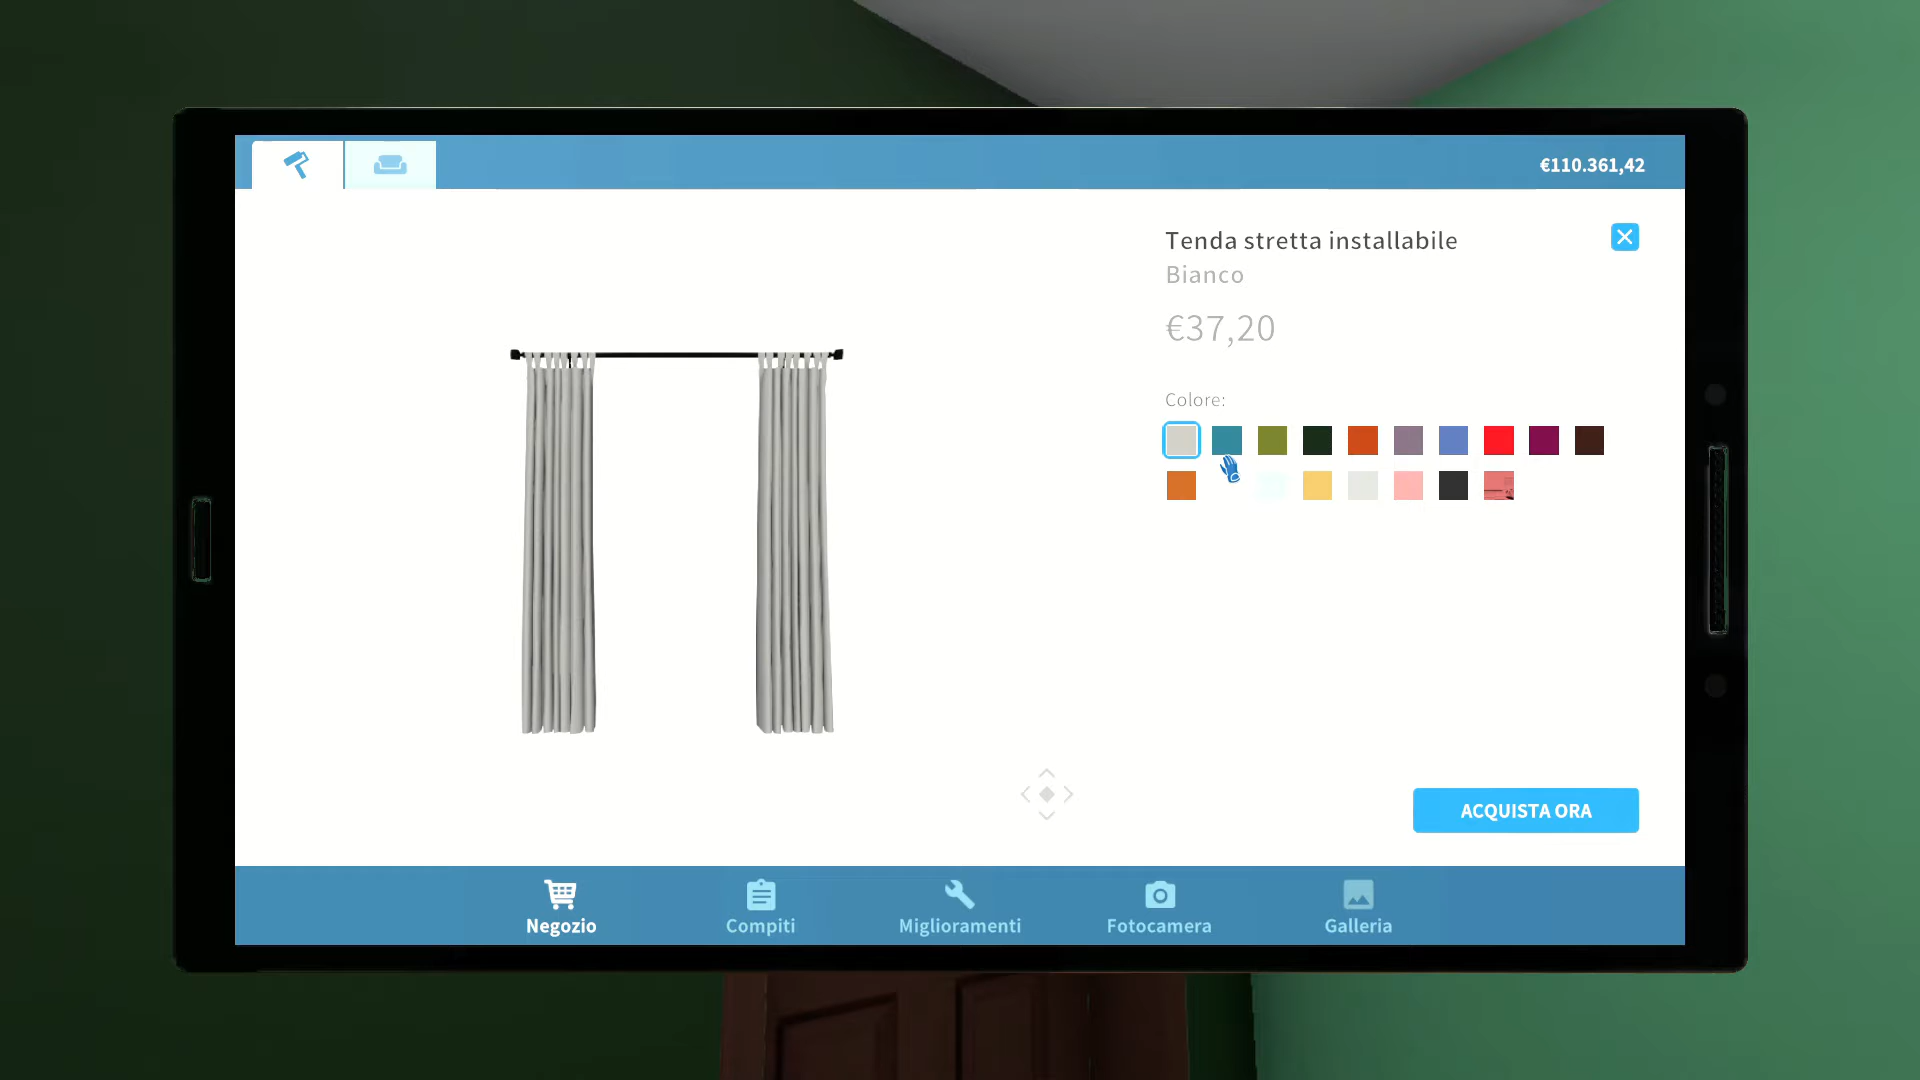 €110.361,42
Tenda stretta installabile
Bianco
€37,20
Colore:
ACQUISTA ORA
Negozio
Compiti
Miglioramenti
Fotocamera
Galleria